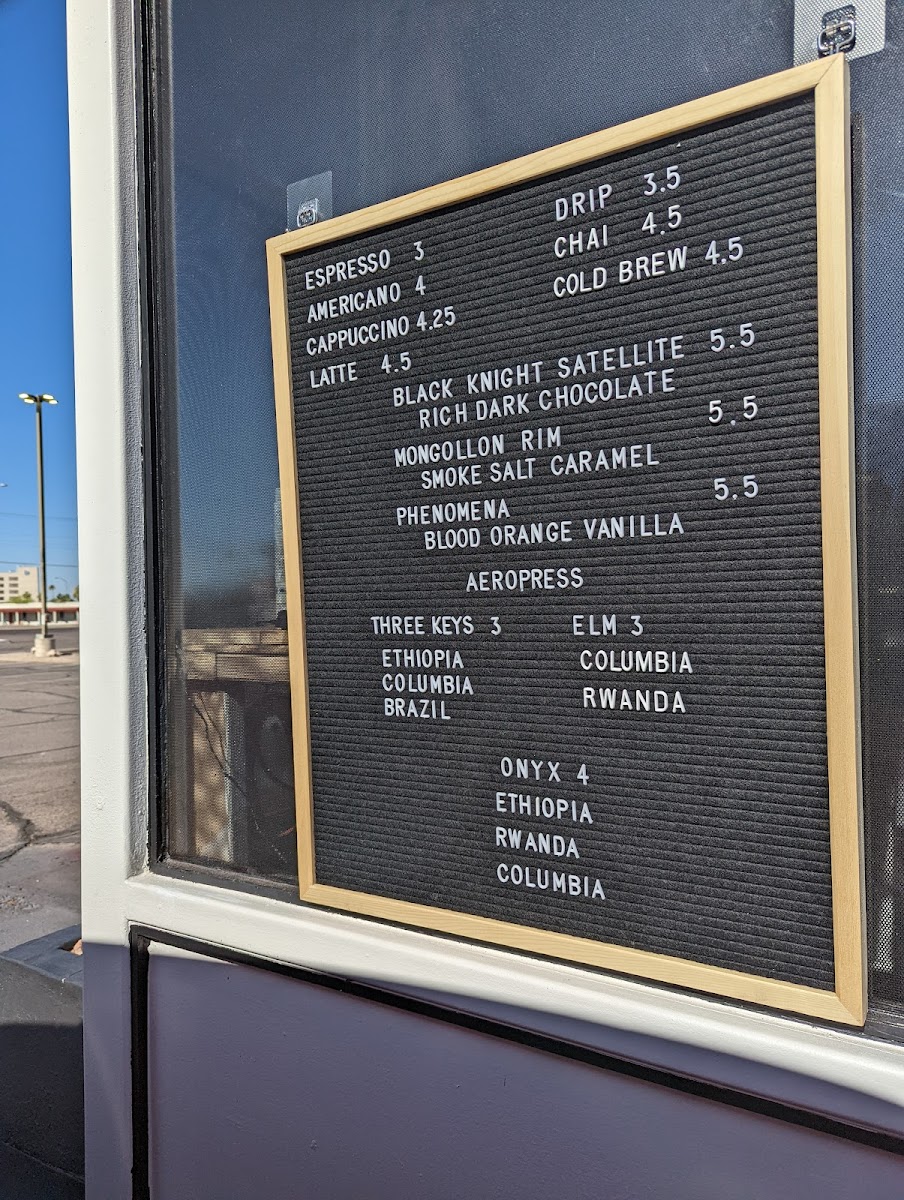 ESPRESSO 3
AMERICANO 4
CAPPUCCINO 4.25
LATTE 4.5
DRIP 3.5
CHAI 4.5
COLD BREW 4.5
BLACK KNIGHT SATELLITE 5.5
RICH DARK CHOCOLATE
MONGOLLON RIM 5.5
SMOKE SALT CARAMEL
PHENOMENA 5.5
BLOOD ORANGE VANILLA
AEROPRESS
THREE KEYS 3
ETHIOPIA
COLUMBIA
BRAZIL
ELM 3
COLUMBIA
RWANDA
ONYX 4
ETHIOPIA
RWANDA
COLUMBIA